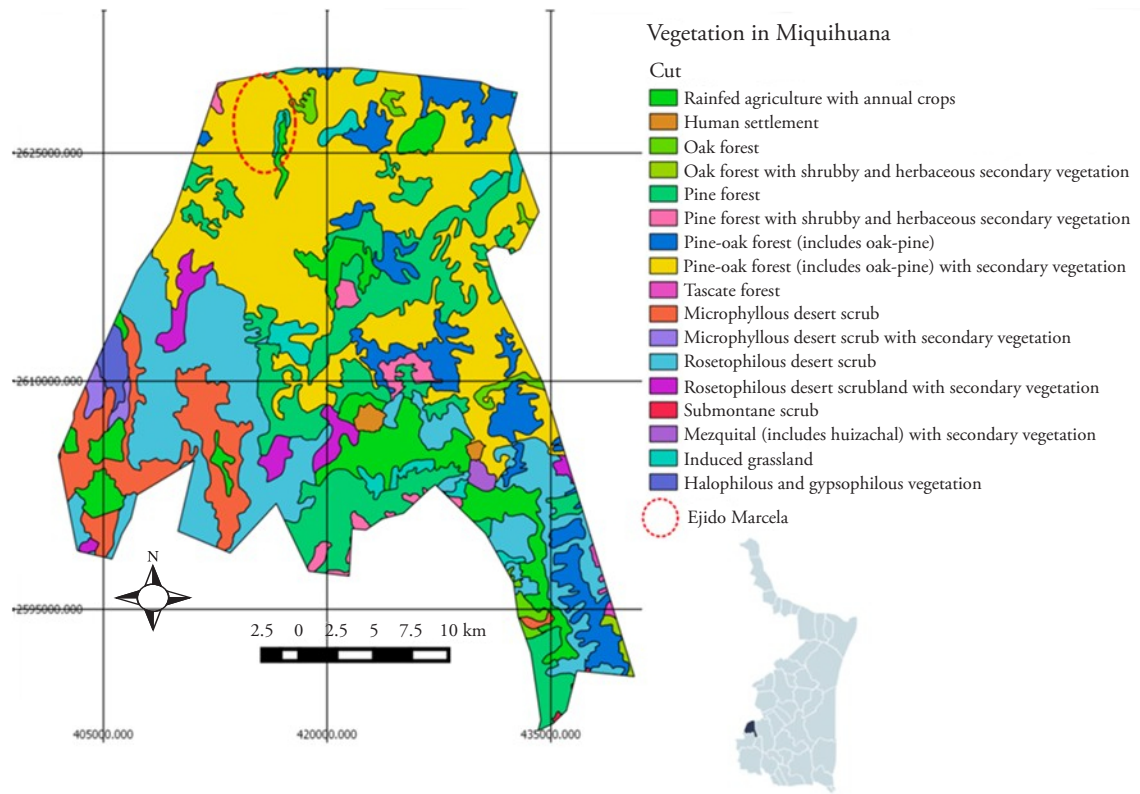 Vegetation in Miquihuana
Cut
Rainfed agriculture with annual crops
Human settlement
Oak forest
Oak forest with shrubby and herbaceous secondary vegetation
Pine forest
Pine forest with shrubby and herbaceous secondary vegetation
Pine-oak forest (includes oak-pine)
Pine-oak forest (includes oak-pine) with secondary vegetation
Tascate forest
Microphyllous desert scrub
Microphyllous desert scrub with secondary vegetation
Rosetophilous desert scrub
Rosetophilous desert scrubland with secondary vegetation
Submontane scrub
Mezquital (includes huizachal) with secondary vegetation
Induced grassland
Halophilous and gypsophilous vegetation
Ejido Marcela
2625000.000
2610000.000
2595000.000
N
2.5 0 2.5 5 7.5 10 km
405000.000 420000.000 435000.000